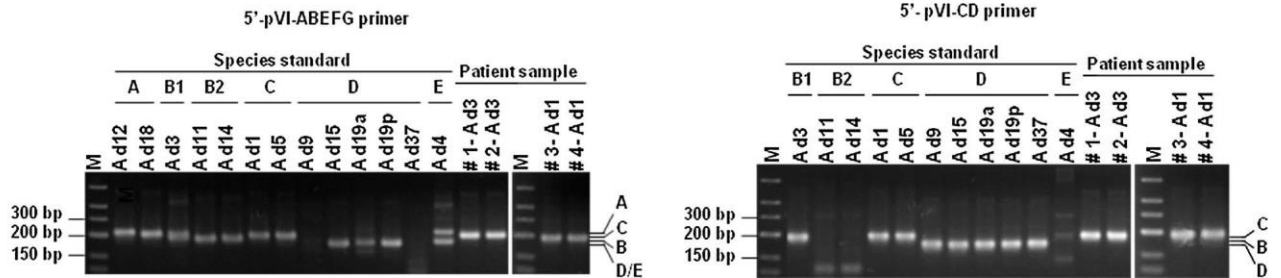 5'-pVI-ABEFG primer
Species standard
Patient sample
A B1 B2 C D E
M Ad12 Ad18 Ad3 Ad11 Ad14 Ad1 Ad5 Ad9 Ad15 Ad19a Ad19p Ad37 Ad4 #1-Ad3 #2-Ad3 M #3-Ad1 #4-Ad1
M
300 bp
200 bp
150 bp
A
C
B
D/E
5'- pVI-CD primer
Species standard
Patient sample
B1 B2 C D E
M Ad3 Ad11 Ad14 Ad1 Ad5 Ad9 Ad15 Ad19a Ad19p Ad37 Ad4 #1-Ad3 #2-Ad3 M #3-Ad1 #4-Ad1
300 bp
200 bp
150 bp
C
B
D